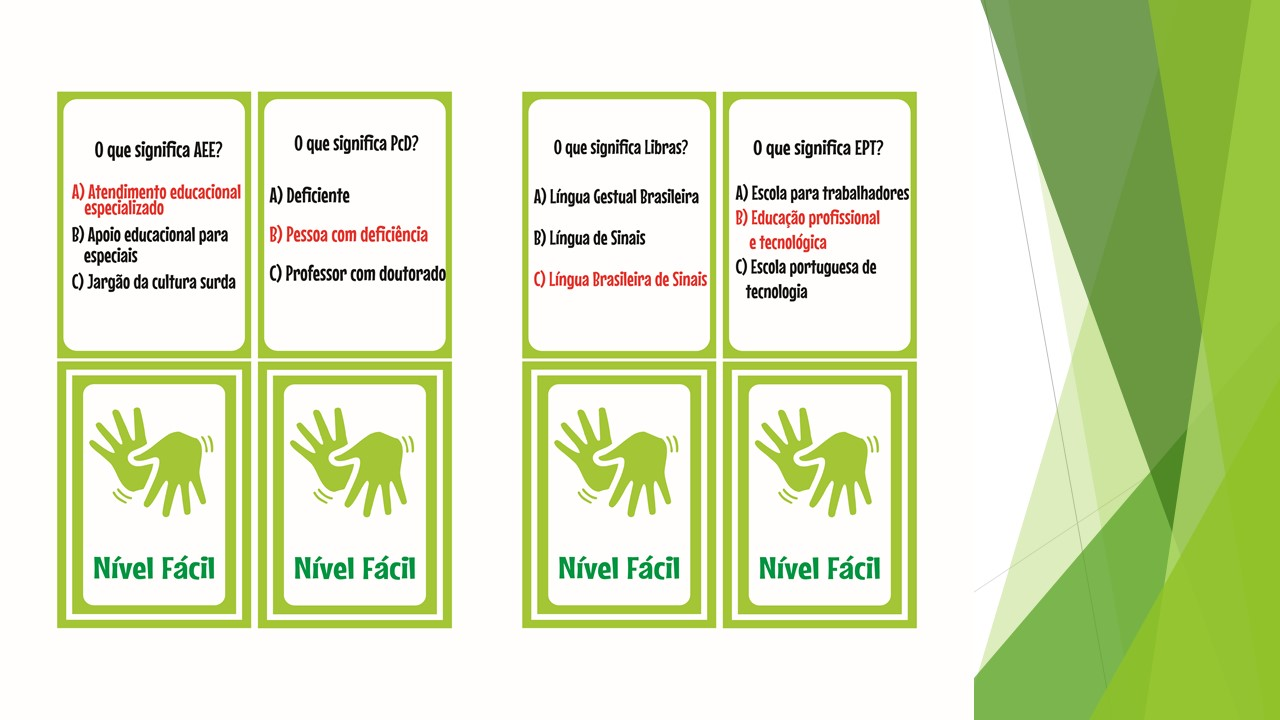 O que significa AEE?
A) Atendimento educacional
especializado
B) Apoio educacional para
especiais
C) Jargão da cultura surda
O que significa PcD?
A) Deficiente
B) Pessoa com deficiência
C) Professor com doutorado
O que significa Libras?
A) Língua Gestual Brasileira
B) Língua de Sinais
C) Língua Brasileira de Sinais
O que significa EPT?
A) Escola para trabalhadores
B) Educação profissional
e tecnológica
C) Escola portuguesa de
tecnologia
Nível Fácil
Nível Fácil
Nível Fácil
Nível Fácil